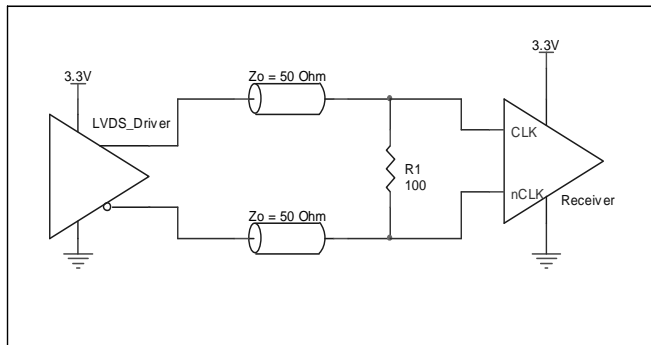 3.3V
LVDS_Driver
Zo = 50 Ohm
Zo = 50 Ohm
R1
100
3.3V
CLK
nCLK
Receiver